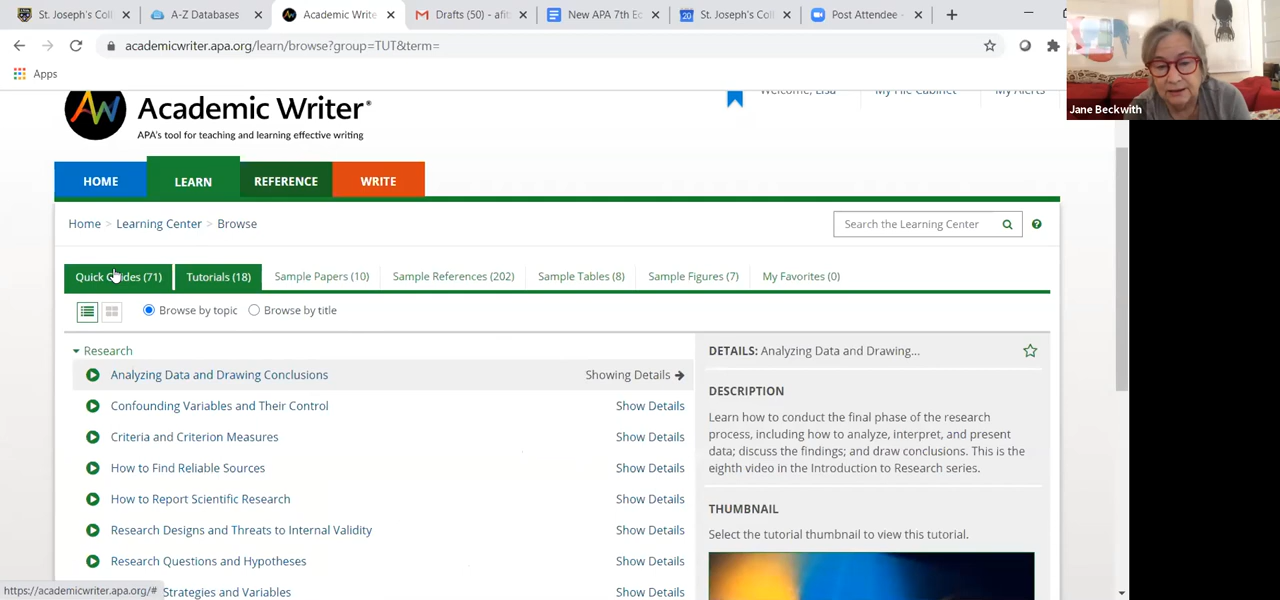 St. Joseph's Coll
A-Z Databases
Academic Write
Drafts (50) - afit
New APA 7th Ec
20
St. Joseph's Coll
Post Attendee -
academicwriter.apa.org/learn/browse?group=TUT&term=
Apps
Jane Beckwith
AW
Academic Writer®
APA's tool for teaching and learning effective writing
Welcome, Lisa
My File Cabinet
My Alerts
HOME
LEARN
REFERENCE
WRITE
Home > Learning Center > Browse
Search the Learning Center
Quick Guides (71)
Tutorials (18)
Sample Papers (10)
Sample References (202)
Sample Tables (8)
Sample Figures (7)
My Favorites (0)
Browse by topic
Browse by title
Research
Analyzing Data and Drawing Conclusions
Showing Details
Confounding Variables and Their Control
Show Details
Criteria and Criterion Measures
Show Details
How to Find Reliable Sources
Show Details
How to Report Scientific Research
Show Details
Research Designs and Threats to Internal Validity
Show Details
Research Questions and Hypotheses
Show Details
Strategies and Variables
Show Details
DETAILS: Analyzing Data and Drawing...
DESCRIPTION
Learn how to conduct the final phase of the research
process, including how to analyze, interpret, and present
data; discuss the findings; and draw conclusions. This is the
eighth video in the Introduction to Research series.
THUMBNAIL
Select the tutorial thumbnail to view this tutorial.
https://academicwriter.apa.org/#